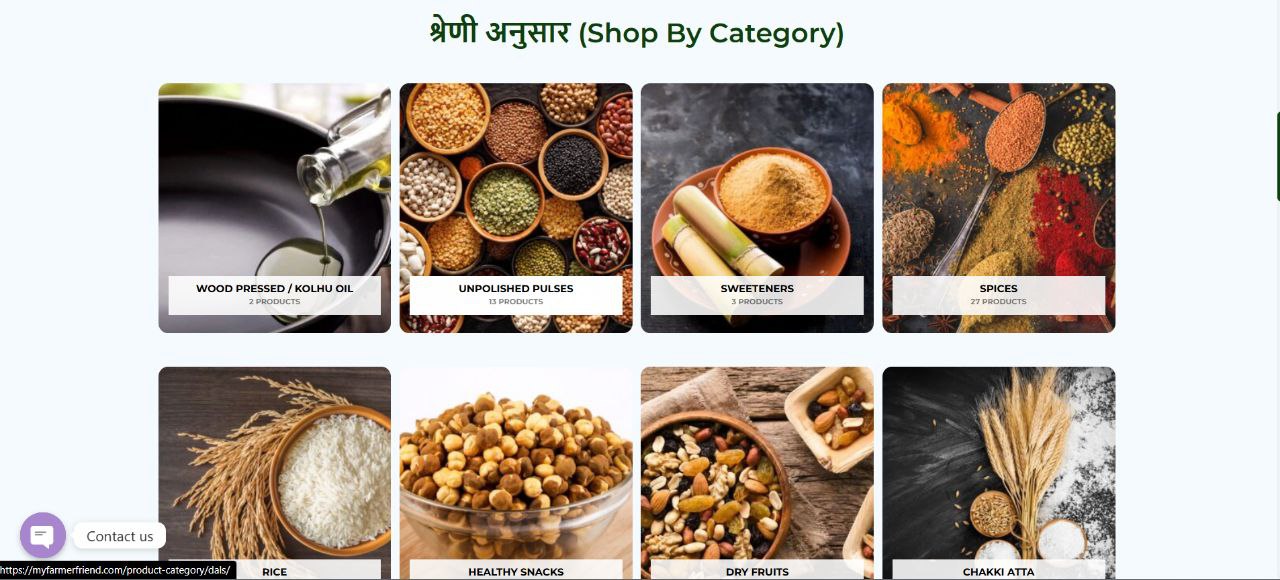 श्रेणी अनुसार (Shop By Category)
WOOD PRESSED / KOLHU OIL
2 PRODUCTS
UNPOLISHED PULSES
13 PRODUCTS
SWEETENERS
3 PRODUCTS
SPICES
27 PRODUCTS
RICE
HEALTHY SNACKS
DRY FRUITS
CHAKKI ATTA
Contact us
https://myfarmerfriend.com/product-category/dals/